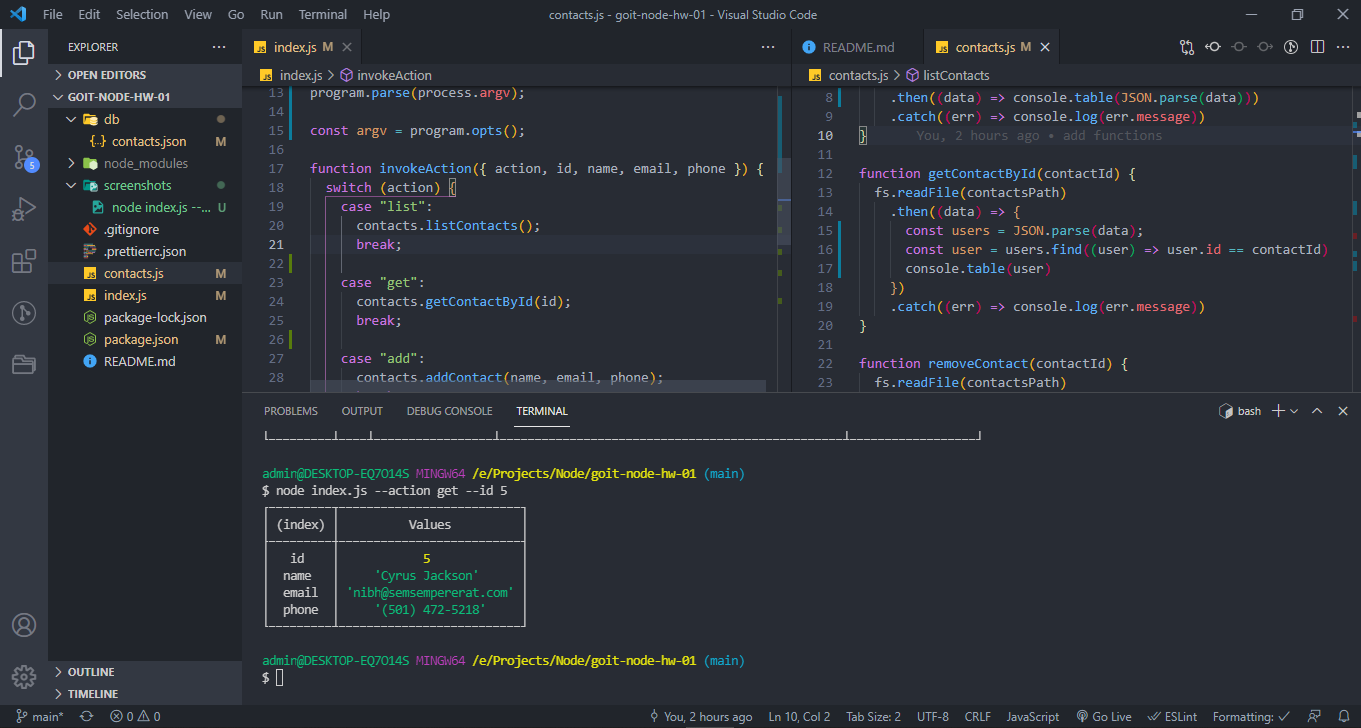 File Edit Selection View Go Run Terminal Help
contacts.js - goit-node-hw-01 - Visual Studio Code
EXPLORER
OPEN EDITORS
GOIT-NODE-HW-01
db
contacts.json M
node_modules
screenshots
node index.js --... U
.gitignore
.prettierrc.json
contacts.js M
index.js M
package-lock.json
package.json M
README.md
OUTLINE
TIMELINE
5
index.js M
index.js > invokeAction
13 program.parse(process.argv);
14
15 const argv = program.opts();
16
17 function invokeAction({ action, id, name, email, phone }) {
18 switch (action) {
19 case "list":
20 contacts.listContacts();
21 break;
22
23 case "get":
24 contacts.getContactById(id);
25 break;
26
27 case "add":
28 contacts.addContact(name, email, phone);
README.md
contacts.js M
contacts.js > listContacts
8 .then((data) => console.table(JSON.parse(data)))
9 .catch((err) => console.log(err.message))
10 } You, 2 hours ago • add functions
11
12 function getContactById(contactId) {
13 fs.readFile(contactsPath)
14 .then((data) => {
15 const users = JSON.parse(data);
16 const user = users.find((user) => user.id == contactId)
17 console.table(user)
18 })
19 .catch((err) => console.log(err.message))
20 }
21
22 function removeContact(contactId) {
23 fs.readFile(contactsPath)
PROBLEMS OUTPUT DEBUG CONSOLE TERMINAL
bash
admin@DESKTOP-EQ7O14S MINGW64 /e/Projects/Node/goit-node-hw-01 (main)
$ node index.js --action get --id 5
(index) Values
id 5
name 'Cyrus Jackson'
email 'nibh@semsempererat.com'
phone '(501) 472-5218'
admin@DESKTOP-EQ7O14S MINGW64 /e/Projects/Node/goit-node-hw-01 (main)
$
main* 0 0 You, 2 hours ago Ln 10, Col 2 Tab Size: 2 UTF-8 CRLF JavaScript Go Live ESLint Formatting: